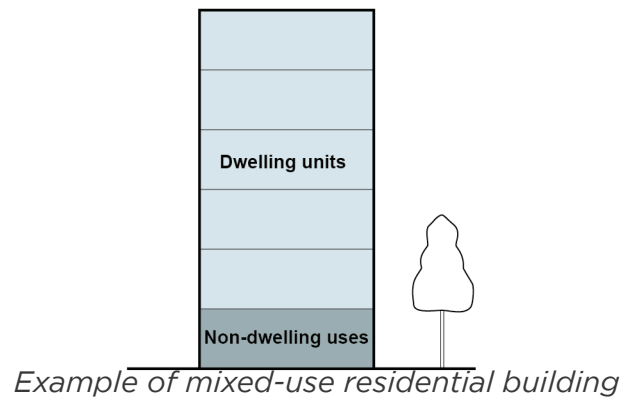 Dwelling units
Non-dwelling uses
Example of mixed-use residential building